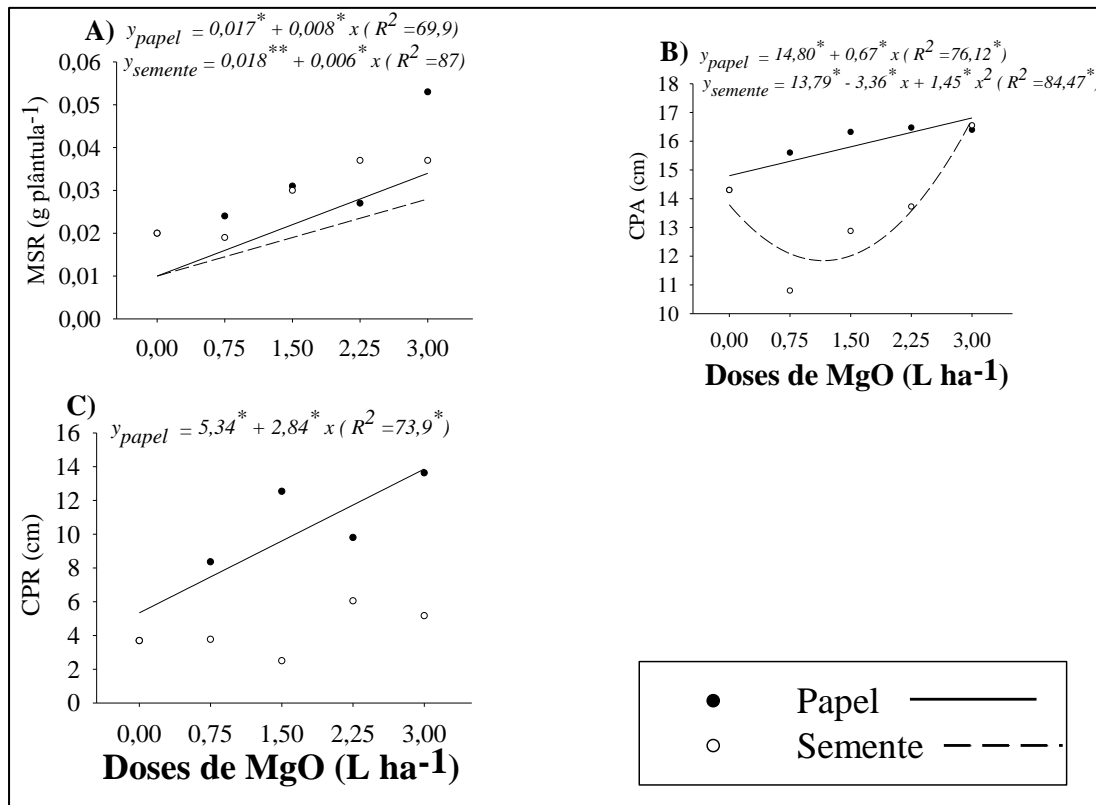 A) y papel = 0,017* + 0,008* x ( R² =69,9)
y semente = 0,018** + 0,006* x ( R² =87)
0,06
0,05
0,04
0,03
0,02
0,01
0,00
MSR (g plântula-1)
0,00 0,75 1,50 2,25 3,00
B) y papel = 14,80* + 0,67* x ( R² =76,12*)
y semente = 13,79* - 3,36* x + 1,45* x² ( R² =84,47*)
18
17
16
15
14
13
12
11
10
CPA (cm)
0,00 0,75 1,50 2,25 3,00
Doses de MgO (L ha-1)
C)
y papel = 5,34* + 2,84* x ( R² =73,9*)
16
14
12
10
8
6
4
2
0
CPR (cm)
0,00 0,75 1,50 2,25 3,00
Doses de MgO (L ha-1)
Papel
Semente